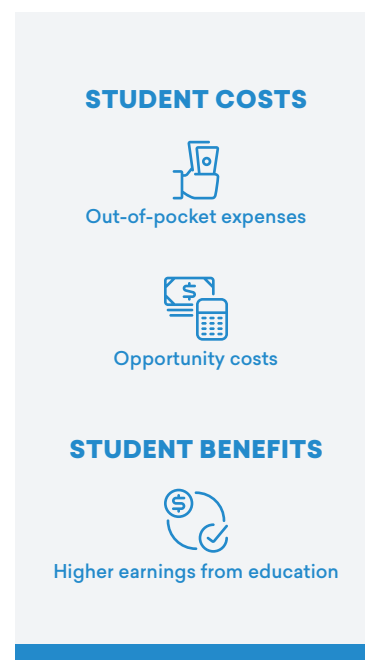 STUDENT COSTS
Out-of-pocket expenses
$
Opportunity costs
STUDENT BENEFITS
$
Higher earnings from education